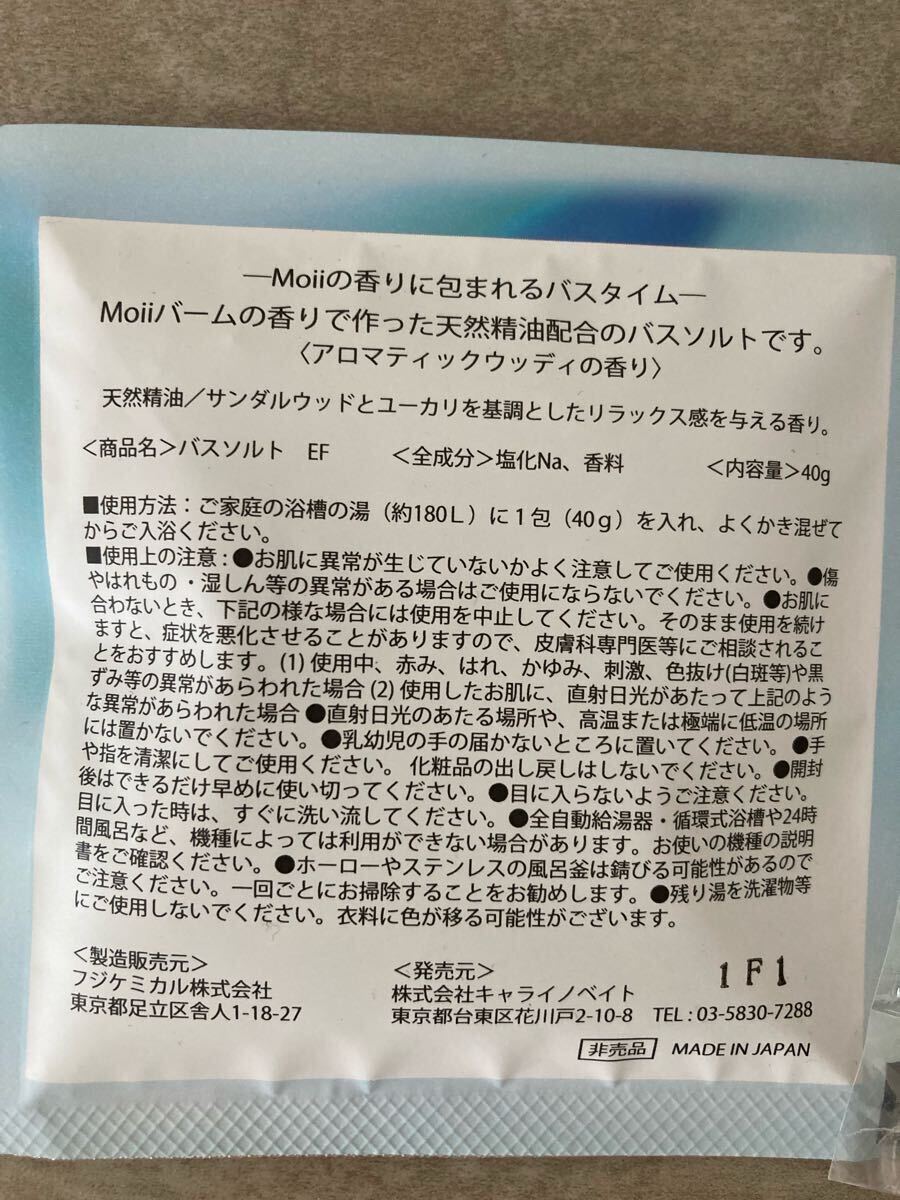 ―Moiiの香りに包まれるバスタイム―
Moiiバームの香りで作った天然精油配合のバスソルトです。
〈アロマティックウッディの香り〉
天然精油／サンダルウッドとユーカリを基調としたリラックス感を与える香り。
＜商品名＞バスソルト　EF　＜全成分＞塩化Na、香料　＜内容量＞40g
■使用方法：ご家庭の浴槽の湯（約180L）に1包（40g）を入れ、よくかき混ぜて
からご入浴ください。
■使用上の注意：●お肌に異常が生じていないかよく注意してご使用ください。●傷
やはれもの・湿しん等の異常がある場合はご使用にならないでください。●お肌に
合わないとき、下記の様な場合には使用を中止してください。そのまま使用を続け
ますと、症状を悪化させることがありますので、皮膚科専門医等にご相談されるこ
とをおすすめします。(1)使用中、赤み、はれ、かゆみ、刺激、色抜け(白斑等)や黒
ずみ等の異常があらわれた場合(2)使用したお肌に、直射日光があたって上記のよう
な異常があらわれた場合●直射日光のあたる場所や、高温または極端に低温の場所
には置かないでください。●乳幼児の手の届かないところに置いてください。●手
や指を清潔にしてご使用ください。化粧品の出し戻しはしないでください。●開封
後はできるだけ早めに使い切ってください。●目に入らないようご注意ください。
目に入った時は、すぐに洗い流してください。●全自動給湯器・循環式浴槽や24時
間風呂など、機種によっては利用ができない場合があります。お使いの機種の説明
書をご確認ください。●ホーローやステンレスの風呂釜は錆びる可能性があるので
ご注意ください。一回ごとにお掃除することをお勧めします。●残り湯を洗濯物等
にご使用しないでください。衣料に色が移る可能性がございます。
＜製造販売元＞
フジケミカル株式会社
東京都足立区舎人1-18-27
＜発売元＞
株式会社キャライノベイト
東京都台東区花川戸2-10-8　TEL：03-5830-7288
1F1
非売品　MADE IN JAPAN